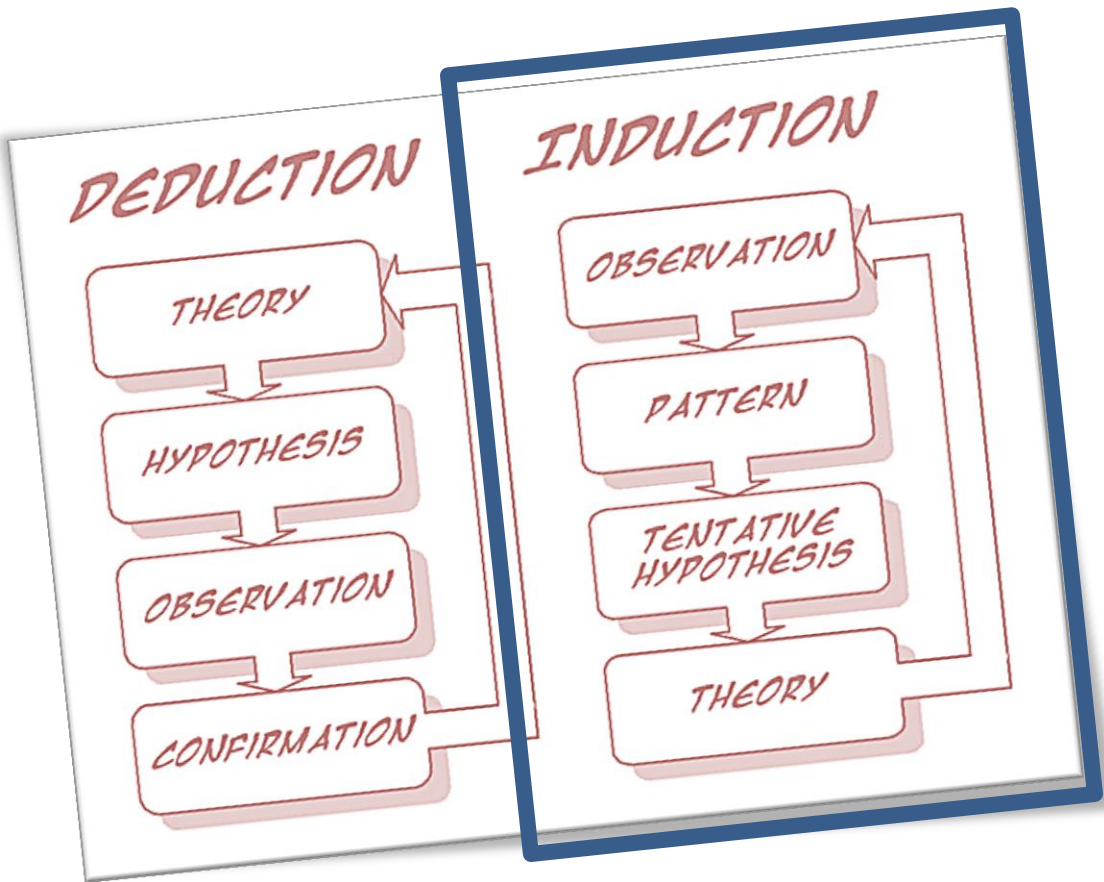 DEDUCTION
THEORY
HYPOTHESIS
OBSERVATION
CONFIRMATION
INDUCTION
OBSERVATION
PATTERN
TENTATIVE
HYPOTHESIS
THEORY